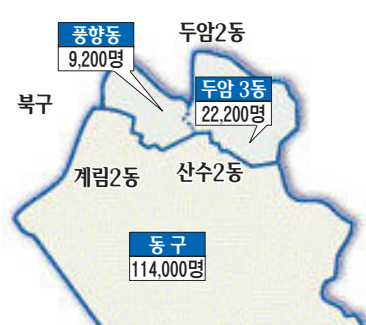 풍향동
9,200명
두암2동
두암 3동
22,200명
북구
계림2동
산수2동
동 구
114,000명